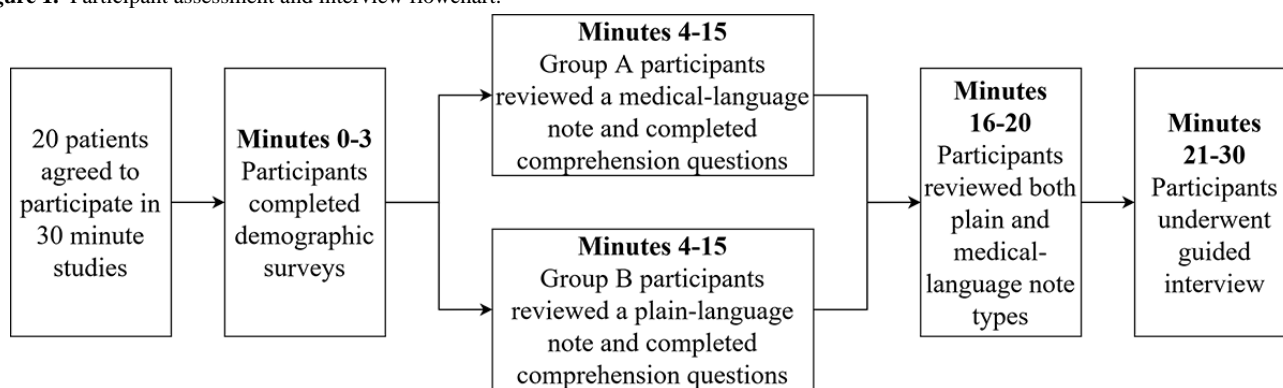 Figure 1. Participant assessment and interview flowchart.
20 patients
agreed to
participate in
30 minute
studies
Minutes 0-3
Participants
completed
demographic
surveys
Minutes 4-15
Group A participants
reviewed a medical-language
note and completed
comprehension questions
Minutes 4-15
Group B participants
reviewed a plain-language
note and completed
comprehension questions
Minutes
16-20
Participants
reviewed both
plain and
medical-
language note
types
Minutes
21-30
Participants
underwent
guided
interview